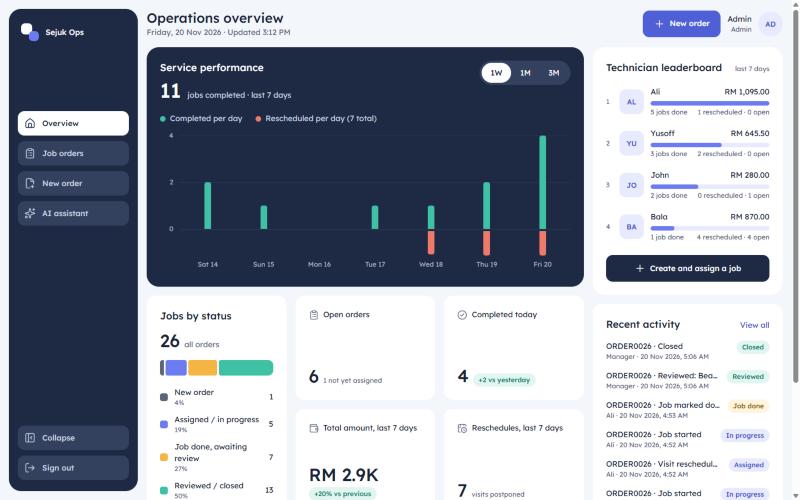 Sejuk Ops
Overview
Job orders
New order
AI assistant
Collapse
Sign out
Operations overview
Friday, 20 Nov 2026 · Updated 3:12 PM
New order
Admin
Admin
AD
Service performance
11 jobs completed · last 7 days
1W 1M 3M
Completed per day
Rescheduled per day (7 total)
4
2
0
Sat 14 Sun 15 Mon 16 Tue 17 Wed 18 Thu 19 Fri 20
Jobs by status
26 all orders
New order 1
4%
Assigned / in progress 5
19%
Job done, awaiting review 7
27%
Reviewed / closed 13
50%
Open orders
6 1 not yet assigned
Completed today
4 +2 vs yesterday
Total amount, last 7 days
RM 2.9K
+20% vs previous
Reschedules, last 7 days
7 visits postponed
Technician leaderboard last 7 days
1 AL Ali RM 1,095.00
5 jobs done 1 rescheduled · 0 open
2 YU Yusoff RM 645.50
3 jobs done 2 rescheduled · 0 open
3 JO John RM 280.00
2 jobs done 0 rescheduled · 1 open
4 BA Bala RM 870.00
1 job done 4 rescheduled · 4 open
Create and assign a job
Recent activity View all
ORDER0026 · Closed Closed
Manager · 20 Nov 2026, 5:06 AM
ORDER0026 · Reviewed: Bea... Reviewed
Manager · 20 Nov 2026, 5:06 AM
ORDER0026 · Job marked do... Job done
Ali · 20 Nov 2026, 4:53 AM
ORDER0026 · Job started In progress
Ali · 20 Nov 2026, 4:52 AM
ORDER0026 · Visit reschedul... Assigned
Ali · 20 Nov 2026, 4:52 AM
ORDER0026 · Job started In progress